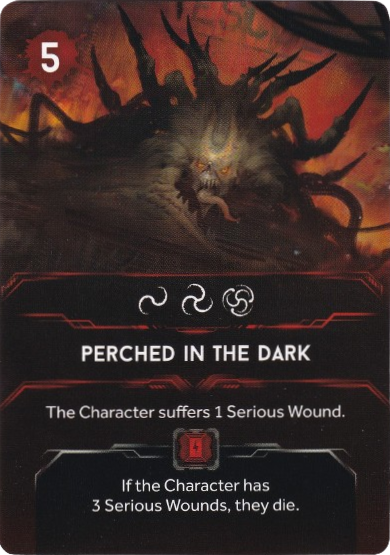 5
PERCHED IN THE DARK
The Character suffers 1 Serious Wound.
If the Character has
3 Serious Wounds, they die.